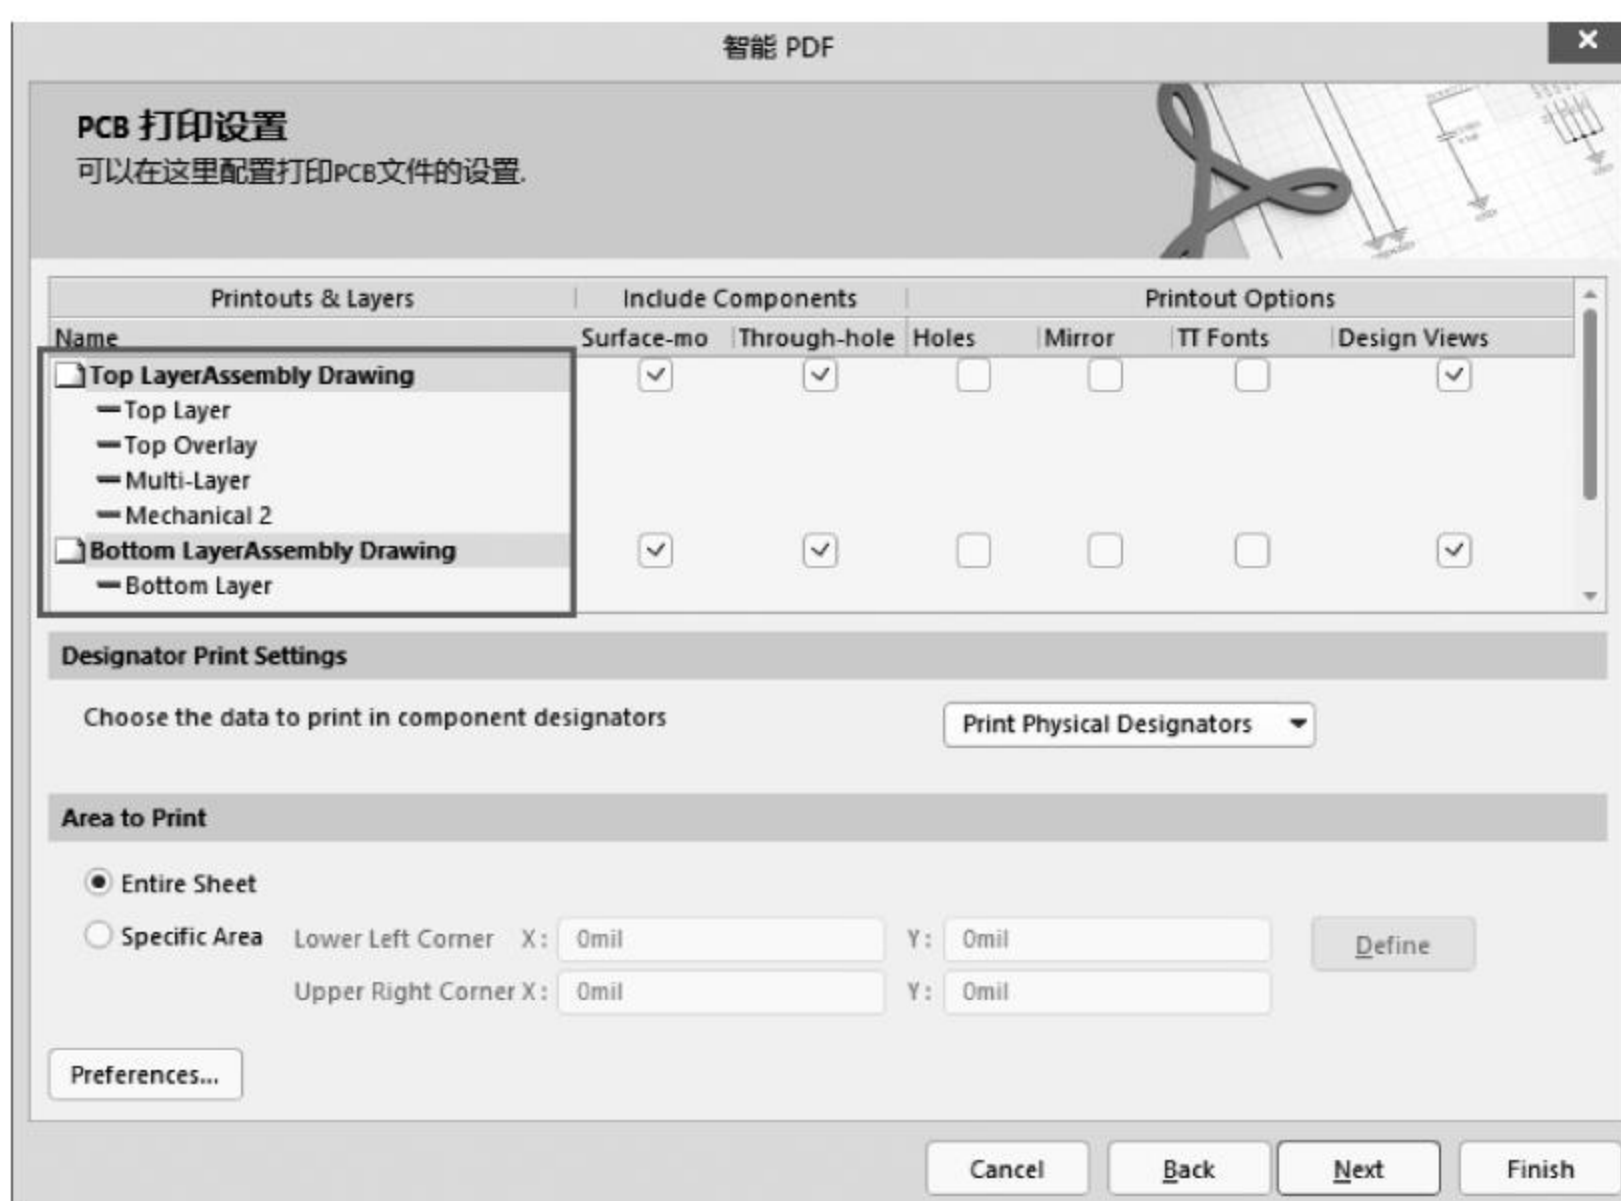 智能 PDF
PCB 打印设置
可以在这里配置打印PCB文件的设置.
Printouts & Layers Include Components Printout Options
Name Surface-mo Through-hole Holes Mirror TT Fonts Design Views
Top LayerAssembly Drawing
Top Layer
Top Overlay
Multi-Layer
Mechanical 2
Bottom LayerAssembly Drawing
Bottom Layer
Designator Print Settings
Choose the data to print in component designators Print Physical Designators
Area to Print
Entire Sheet
Specific Area Lower Left Corner X: 0mil Y: 0mil Define
Upper Right Corner X: 0mil Y: 0mil
Preferences...
Cancel Back Next Finish